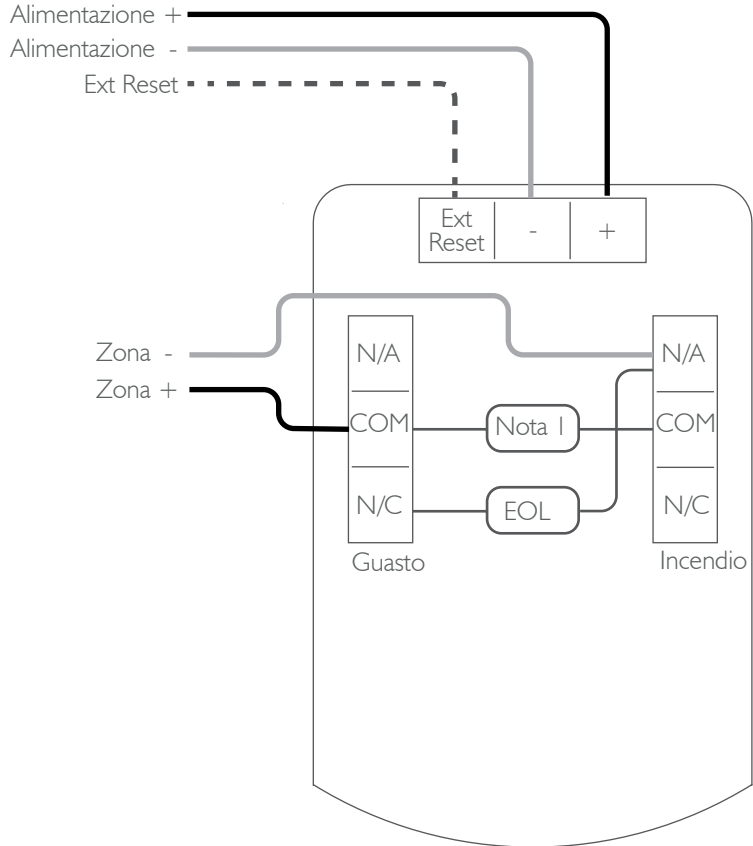 Alimentazione +
Alimentazione -
Ext Reset
Ext
Reset
-
+
Zona -
Zona +
N/A
COM
N/C
Guasto
Nota 1
EOL
N/A
COM
N/C
Incendio